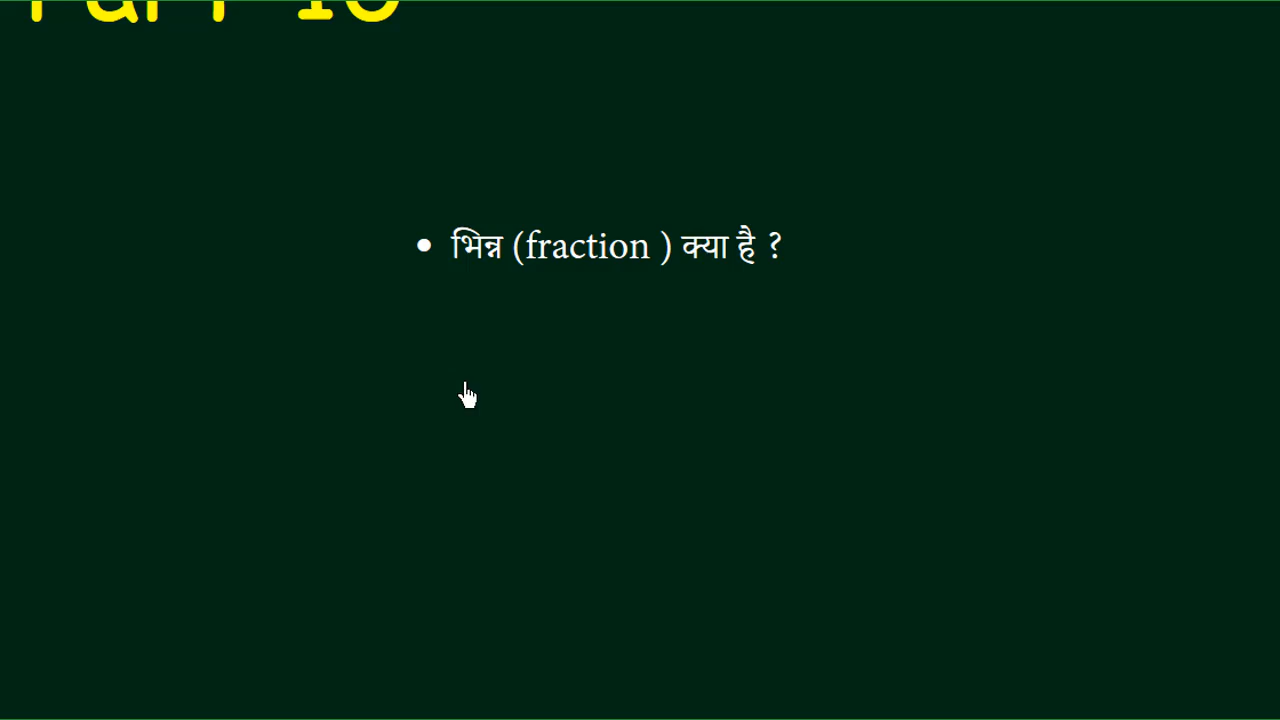 • भिन्न (fraction ) क्या है ?